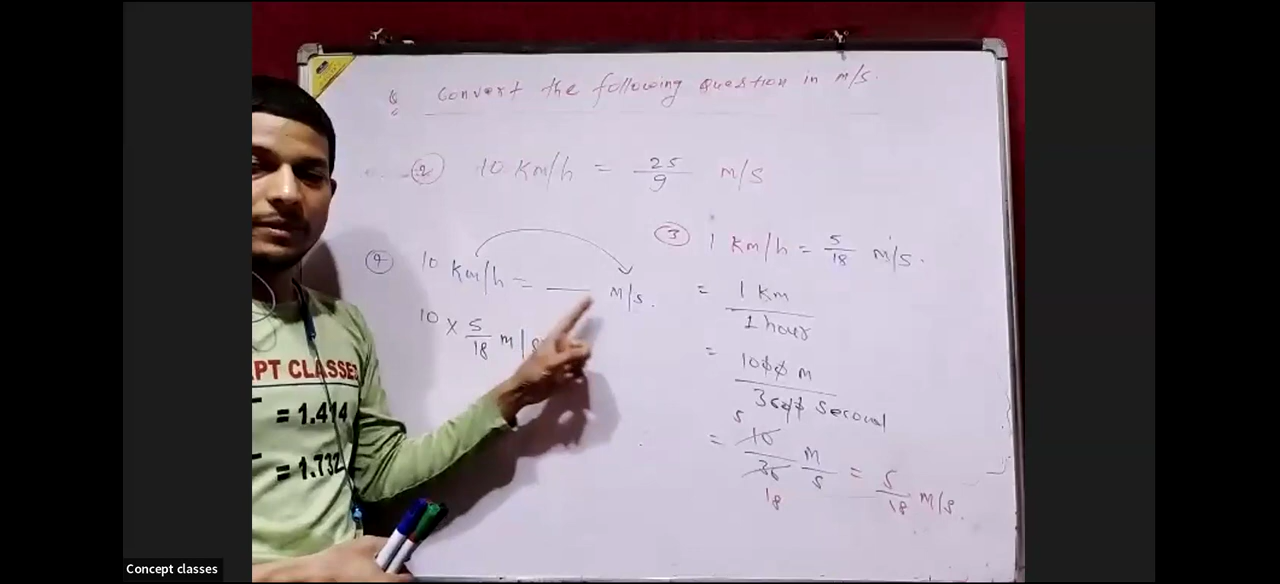 Q Convert the following question in m/s.
② 10 Km/h = 25/9 m/s
③ 1 Km/h = 5/18 m/s.
= 1 Km / 1 hour
= 1000 m / 3600 second
= 10/36 m/s = 5/18 m/s.
5
18
④ 10 Km/h = ___ m/s.
10 × 5/18 m/s
PT CLASSES
= 1.414
= 1.732
Concept classes